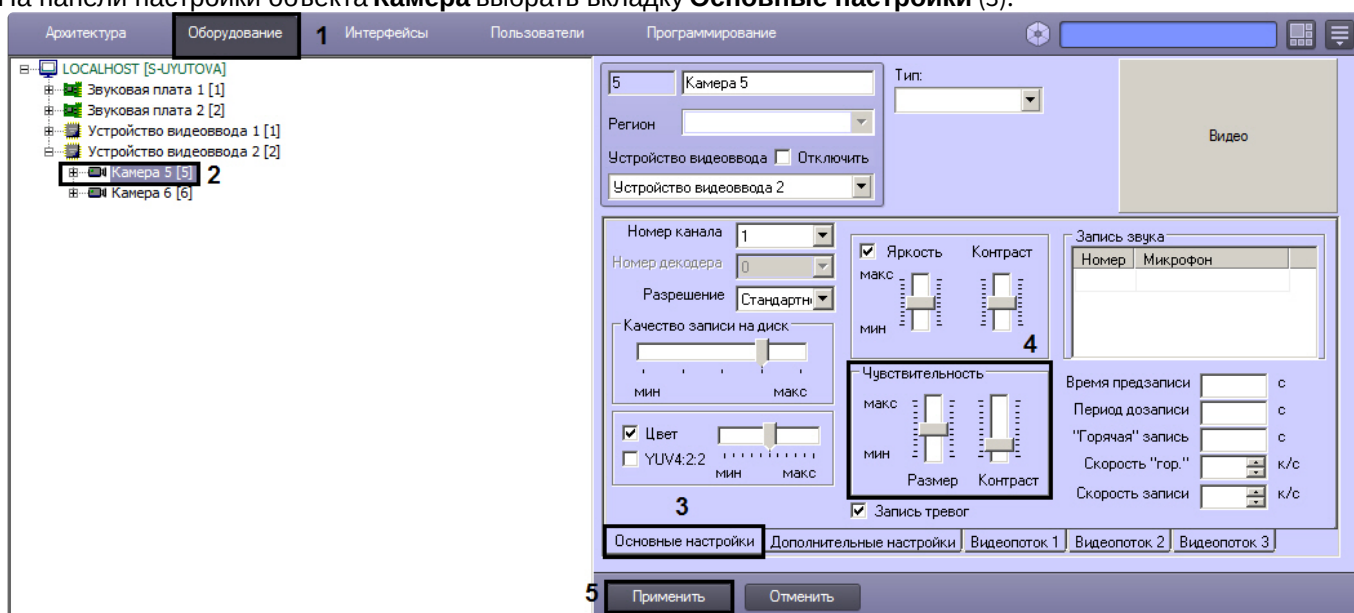 На панели настройки объекта Камера выбрать вкладку Основные настройки (3).
Архитектура Оборудование 1 Интерфейсы Пользователи Программирование
LOCALHOST [S-UYUTOVA]
Звуковая плата 1 [1]
Звуковая плата 2 [2]
Устройство видеоввода 1 [1]
Устройство видеоввода 2 [2]
Камера 5 [5] 2
Камера 6 [6]
5 Камера 5 Тип:
Регион
Видео
Устройство видеоввода Отключить
Устройство видеоввода 2
Номер канала 1
Номер декодера 0
Разрешение Стандартн
Качество записи на диск
мин макс
Цвет
YUV4:2:2
мин макс
3
Яркость Контраст
макс
мин
4
Чувствительность
макс
мин
Размер Контраст
Запись тревог
Запись звука
Номер Микрофон
Время предзаписи с
Период дозаписи с
"Горячая" запись с
Скорость "гор." к/с
Скорость записи к/с
Основные настройки Дополнительные настройки Видеопоток 1 Видеопоток 2 Видеопоток 3
5 Применить Отменить